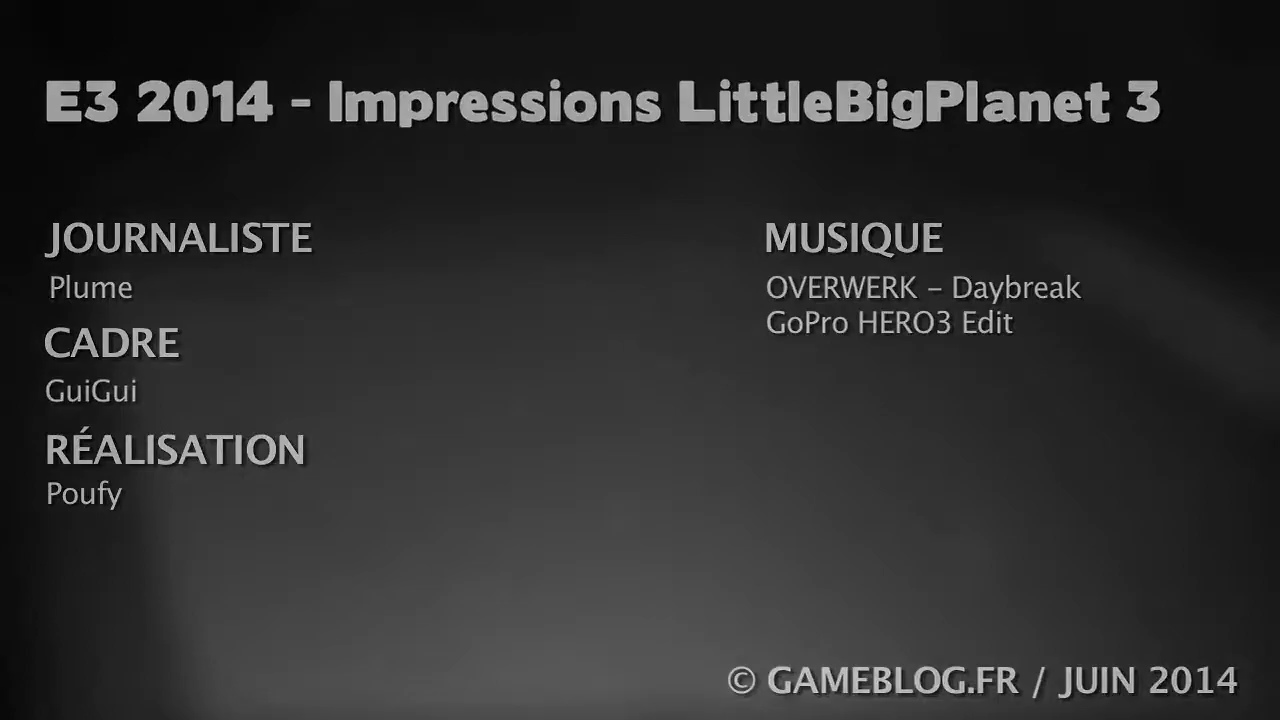 E3 2014 - Impressions LittleBigPlanet 3
JOURNALISTE
Plume
CADRE
GuiGui
RÉALISATION
Poufy
MUSIQUE
OVERWERK - Daybreak
GoPro HERO3 Edit
© GAMEBLOG.FR / JUIN 2014